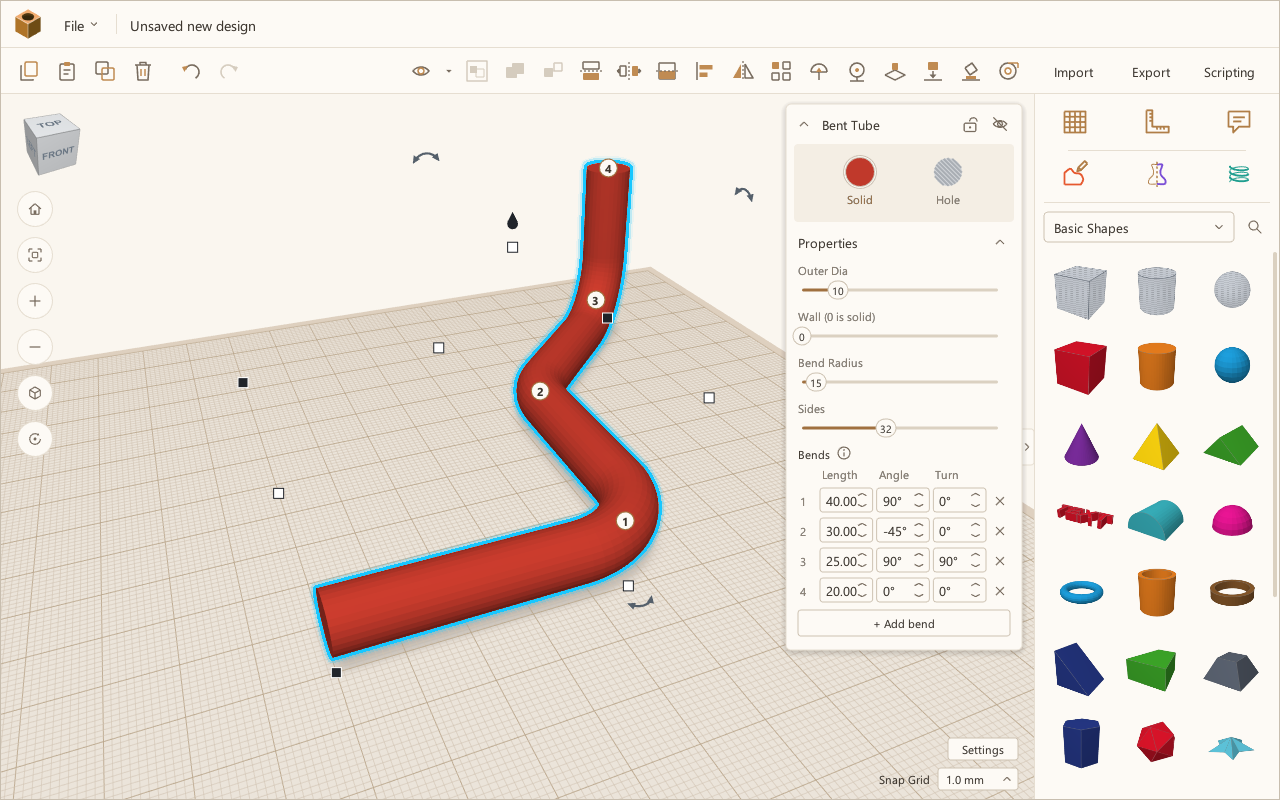 File
Unsaved new design
Import
Export
Scripting
TOP
FRONT
4
3
2
1
Bent Tube
Solid
Hole
Properties
Outer Dia
10
Wall (0 is solid)
0
Bend Radius
15
Sides
32
Bends
Length Angle Turn
1 40.00 90° 0°
2 30.00 -45° 0°
3 25.00 90° 90°
4 20.00 0° 0°
+ Add bend
Basic Shapes
Settings
Snap Grid 1.0 mm